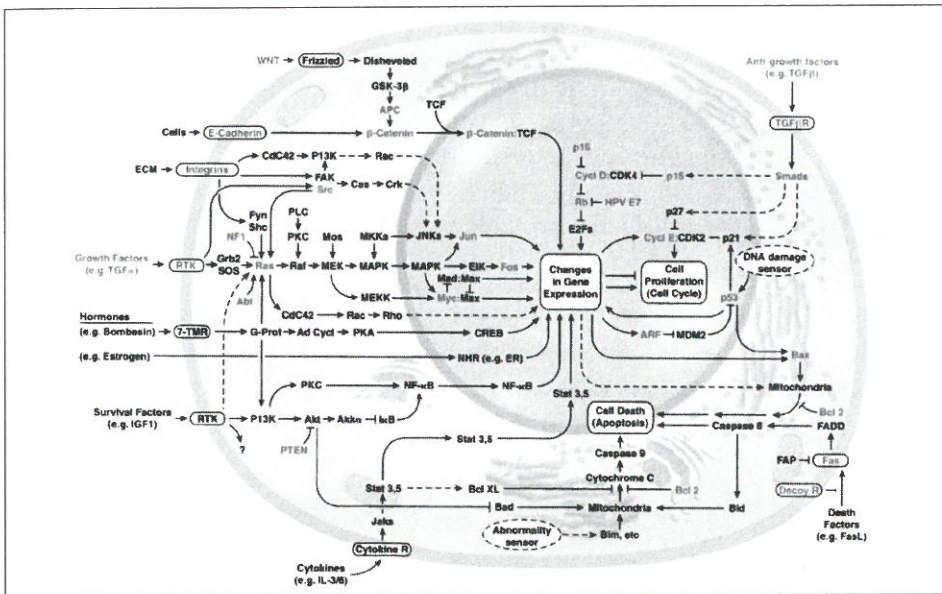 WNT Frizzled Disheveled
GSK-3β
APC
TCF
Cells E-Cadherin β-Catenin β-Catenin:TCF
Anti-growth factors
(e.g. TGFβ)
TGFβR
Smads
CdC42 P13K Rac
ECM Integrins
FAK
Src Cas Crk
p16
Cycl D:CDK4 p15
Rb HPV E7
E2Fs
p27
Cycl E:CDK2 p21
Fyn
Shc
NF1
PLC
PKC Mos MKKs JNKs Jun
Growth Factors
(e.g. TGFα)
RTK
Grb2
SOS
Ras Raf MEK MAPK MAPK ElK Fos
Mad:Max
MEKK Myc:Max
Abl
CdC42 Rac Rho
Changes
in Gene
Expression
Cell
Proliferation
(Cell Cycle)
DNA damage
sensor
p53
ARF MDM2
Bax
Hormones
(e.g. Bombesin) 7-TMR G-Prot Ad Cycl PKA CREB
(e.g. Estrogen) NHR (e.g. ER)
PKC NF-κB NF-κB
Stat 3,5
Mitochondria
Survival Factors
(e.g. IGF1)
RTK P13K Akt Akkα IκB
?
PTEN
Stat 3,5
Cell Death
(Apoptosis)
Caspase 8 FADD
Bcl 2
Caspase 9
FAP Fas
Cytochrome C
Stat 3,5 Bcl XL Bcl 2
Decoy R
Bad Mitochondria Bid
Death
Factors
(e.g. FasL)
Jaks
Abnormality
sensor
Bim, etc
Cytokine R
Cytokines
(e.g. IL-3/6)